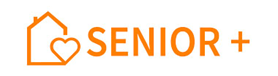 SENIOR +